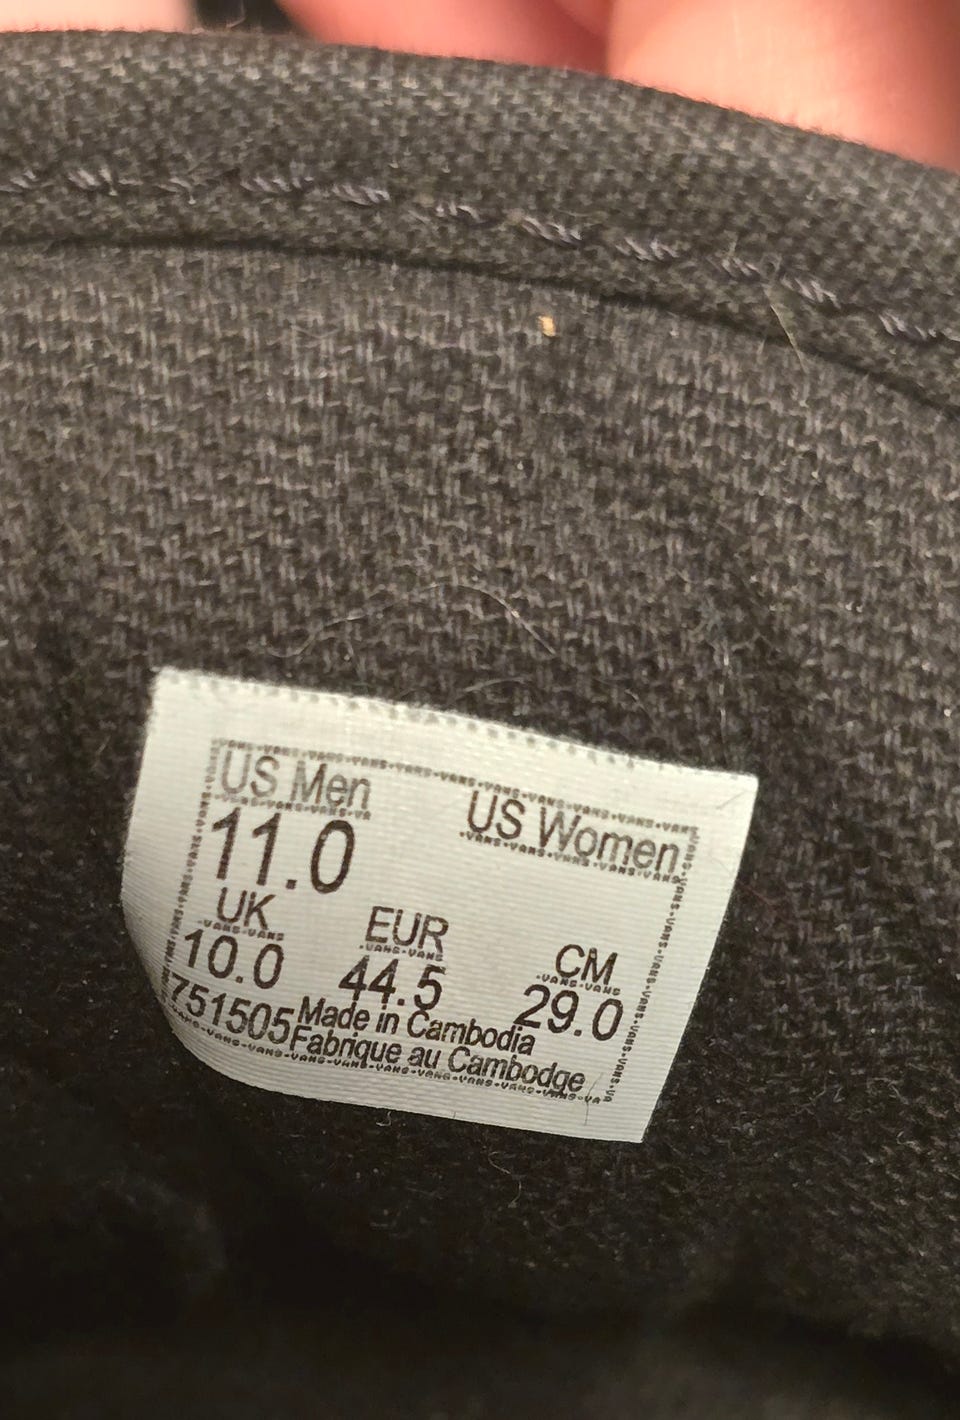 US Men US Women
11.0
UK EUR CM
10.0 44.5 29.0
751505 Made in Cambodia
Fabrique au Cambodge